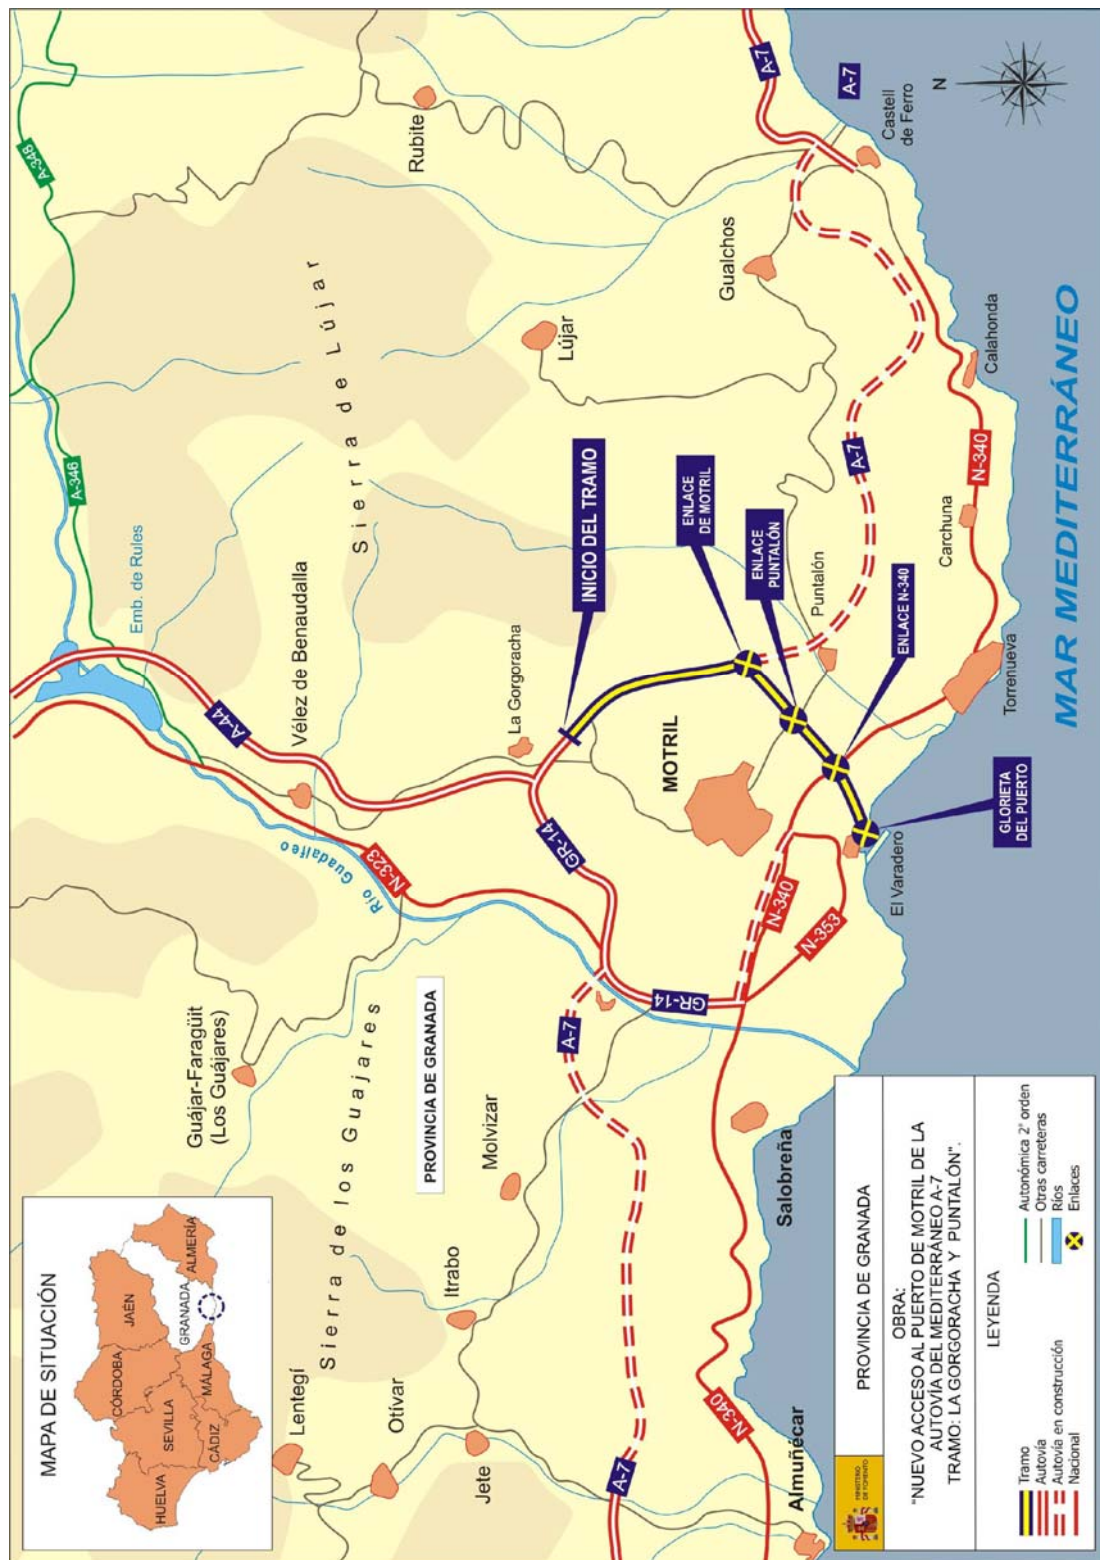 MAPA DE SITUACIÓN
HUELVA
SEVILLA
CÓRDOBA
JAÉN
CÁDIZ
MÁLAGA
GRANADA
ALMERÍA
Lentegí
Otívar
Jete
Itrabo
Molvizar
Guájar-Faragüit
(Los Guájares)
Sierra de los Guajares
PROVINCIA DE GRANADA
Río Guadalfeo
N-323
A-44
Vélez de Benaudalla
Emb. de Rules
A-346
A-348
Sierra de Lújar
Rubite
Lújar
Gualchos
La Gorgoracha
INICIO DEL TRAMO
GR-14
GR-14
A-7
A-7
A-7
A-7
A-7
MOTRIL
ENLACE
DE MOTRIL
ENLACE
PUNTALÓN
Puntalón
ENLACE N-340
GLORIETA
DEL PUERTO
El Varadero
N-340
N-353
N-340
N-340
Torrenueva
Carchuna
Calahonda
Castell
de Ferro
Salobreña
Almuñécar
MAR MEDITERRÁNEO
N
MINISTERIO
DE FOMENTO
PROVINCIA DE GRANADA
OBRA:
"NUEVO ACCESO AL PUERTO DE MOTRIL DE LA
AUTOVÍA DEL MEDITERRÁNEO A-7
TRAMO: LA GORGORACHA Y PUNTALÓN".
LEYENDA
Tramo
Autovía
Autovía en construcción
Nacional
Autonómica 2º orden
Otras carreteras
Ríos
Enlaces